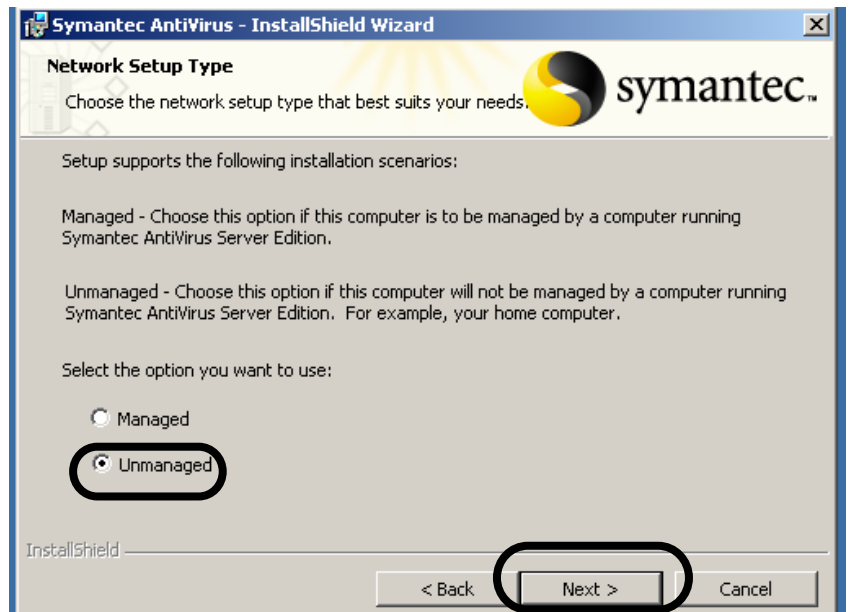 Symantec AntiVirus - InstallShield Wizard
Network Setup Type
Choose the network setup type that best suits your needs.
symantec™
Setup supports the following installation scenarios:
Managed - Choose this option if this computer is to be managed by a computer running
Symantec AntiVirus Server Edition.
Unmanaged - Choose this option if this computer will not be managed by a computer running
Symantec AntiVirus Server Edition.  For example, your home computer.
Select the option you want to use:
Managed
Unmanaged
InstallShield
< Back
Next >
Cancel